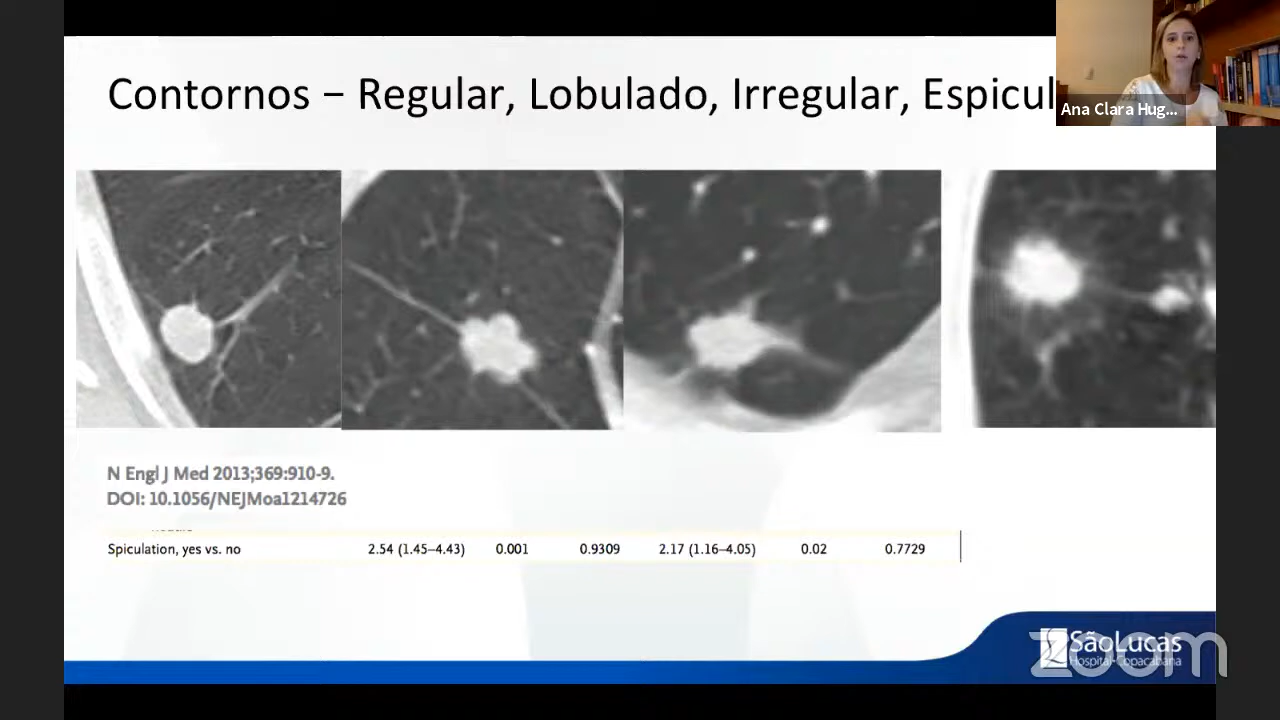 Contornos – Regular, Lobulado, Irregular, Espicul
Ana Clara Hug...
N Engl J Med 2013;369:910-9.
DOI: 10.1056/NEJMoa1214726
Spiculation, yes vs. no 2.54 (1.45–4.43) 0.001 0.9309 2.17 (1.16–4.05) 0.02 0.7729
SãoLucas
Hospital Copacabana
zoom